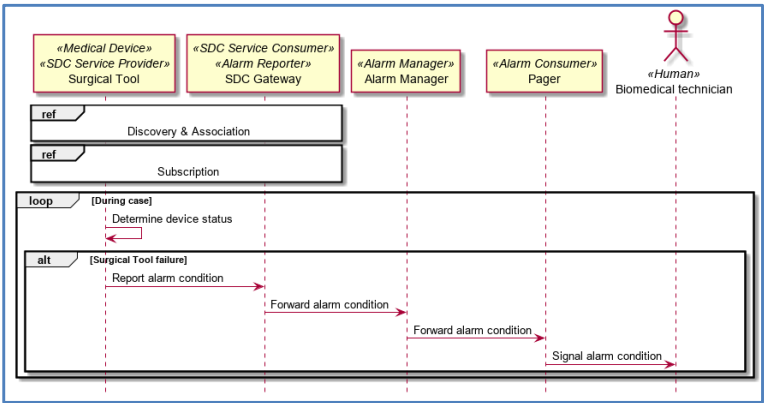 «Medical Device»
«SDC Service Provider»
Surgical Tool
«SDC Service Consumer»
«Alarm Reporter»
SDC Gateway
«Alarm Manager»
Alarm Manager
«Alarm Consumer»
Pager
«Human»
Biomedical technician
ref
Discovery & Association
ref
Subscription
loop
[During case]
Determine device status
alt
[Surgical Tool failure]
Report alarm condition
Forward alarm condition
Forward alarm condition
Signal alarm condition